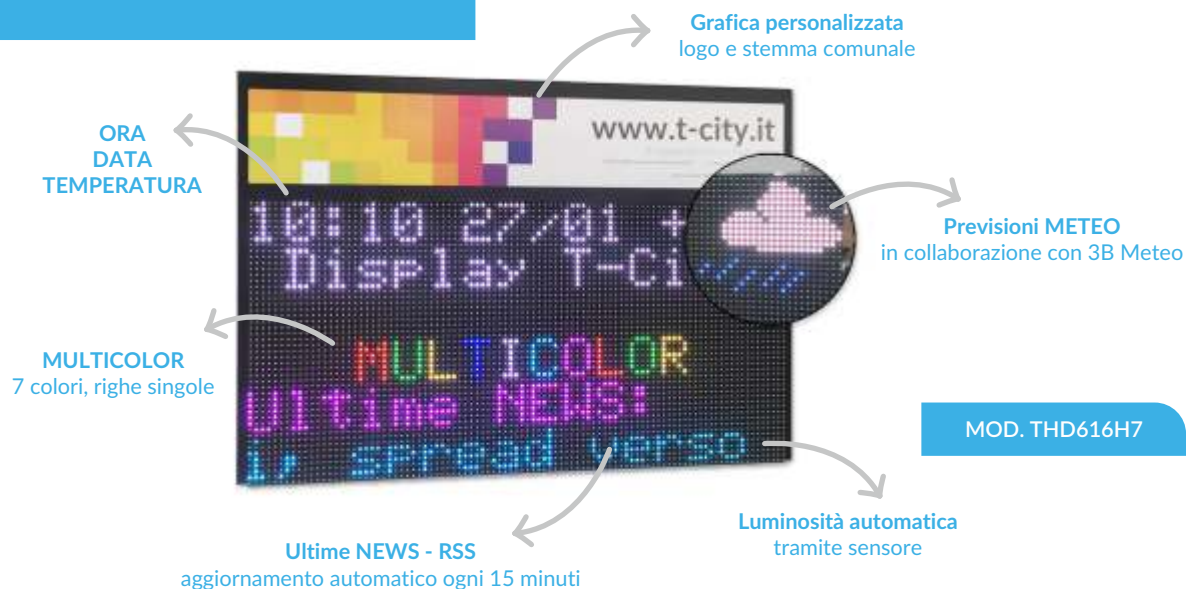 Grafica personalizzata
logo e stemma comunale
www.t-city.it
ORA
DATA
TEMPERATURA
10:10 27/01 +
Display T-Ci
Previsioni METEO
in collaborazione con 3B Meteo
MULTICOLOR
7 colori, righe singole
MULTICOLOR
Ultime NEWS:
spread verso
MOD. THD616H7
Luminosità automatica
tramite sensore
Ultime NEWS - RSS
aggiornamento automatico ogni 15 minuti